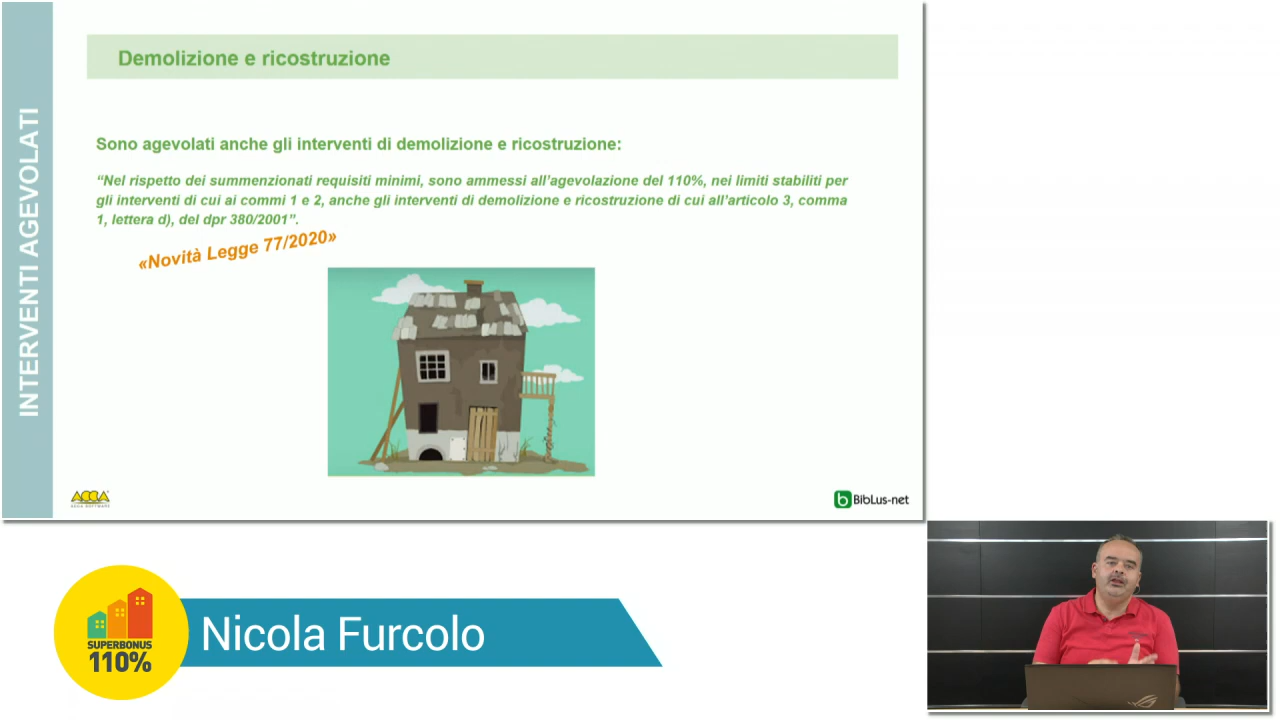 INTERVENTI AGEVOLATI
Demolizione e ricostruzione
Sono agevolati anche gli interventi di demolizione e ricostruzione:
“Nel rispetto dei summenzionati requisiti minimi, sono ammessi all’agevolazione del 110%, nei limiti stabiliti per
gli interventi di cui ai commi 1 e 2, anche gli interventi di demolizione e ricostruzione di cui all’articolo 3, comma
1, lettera d), del dpr 380/2001”.
«Novità Legge 77/2020»
ACCA
ACCA SOFTWARE
b BibLus-net
SUPERBONUS
110%
Nicola Furcolo